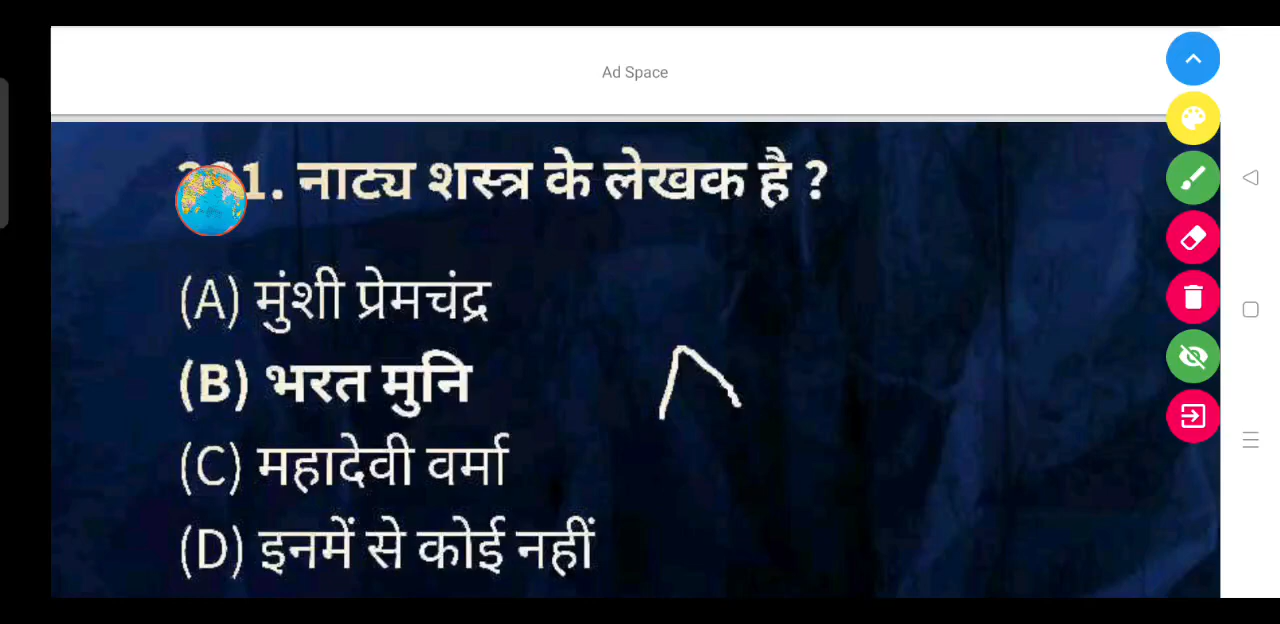 Ad Space
1. नाट्य शस्त्र के लेखक है ?
(A) मुंशी प्रेमचंद्र
(B) भरत मुनि
(C) महादेवी वर्मा
(D) इनमें से कोई नहीं